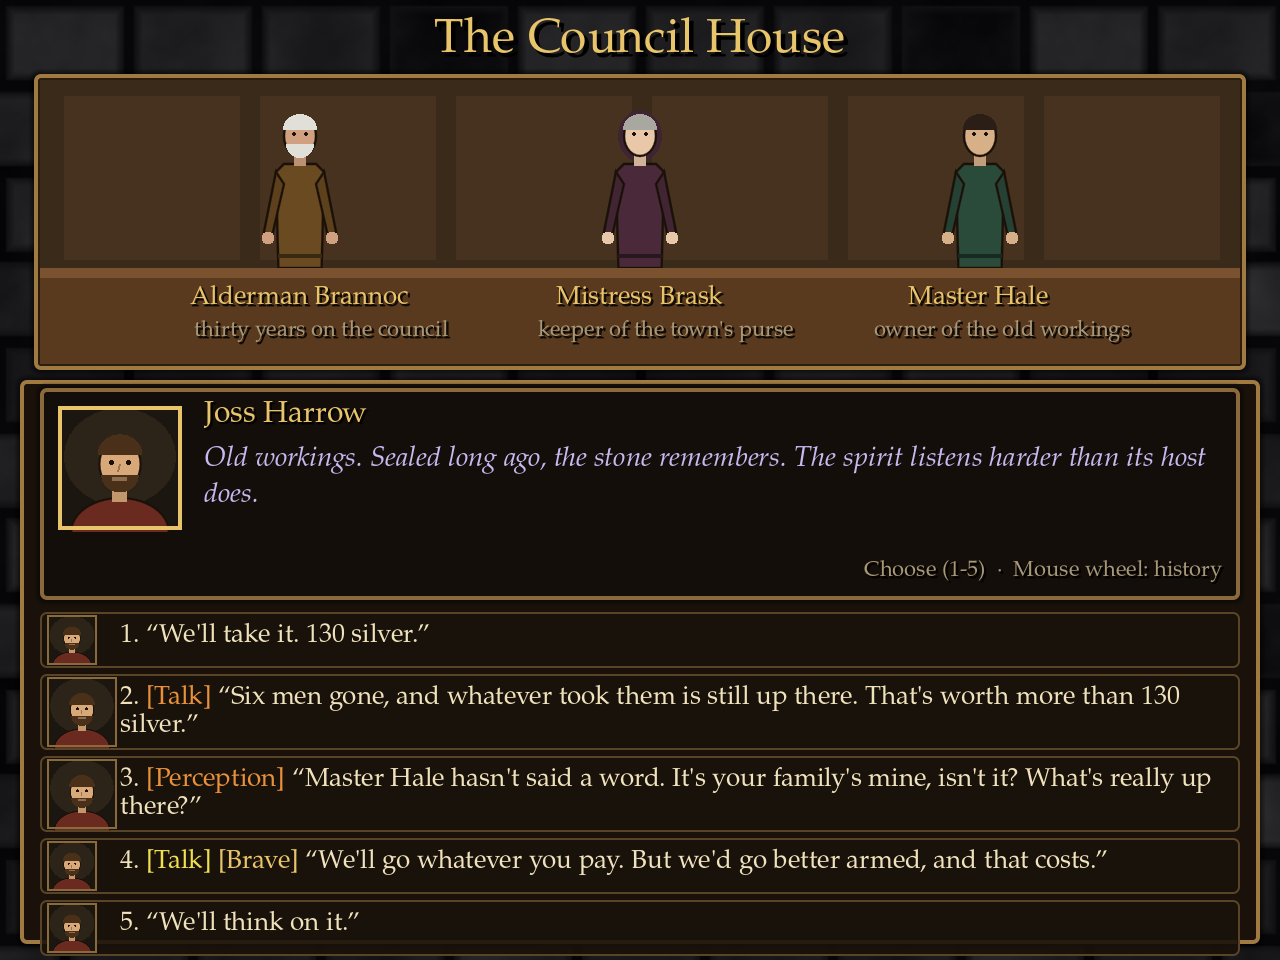 The Council House
Alderman Brannoc
thirty years on the council
Mistress Brask
keeper of the town's purse
Master Hale
owner of the old workings
Joss Harrow
Old workings. Sealed long ago, the stone remembers. The spirit listens harder than its host
does.
Choose (1-5) · Mouse wheel: history
1. “We'll take it. 130 silver.”
2. [Talk] “Six men gone, and whatever took them is still up there. That's worth more than 130
silver.”
3. [Perception] “Master Hale hasn't said a word. It's your family's mine, isn't it? What's really up
there?”
4. [Talk] [Brave] “We'll go whatever you pay. But we'd go better armed, and that costs.”
5. “We'll think on it.”